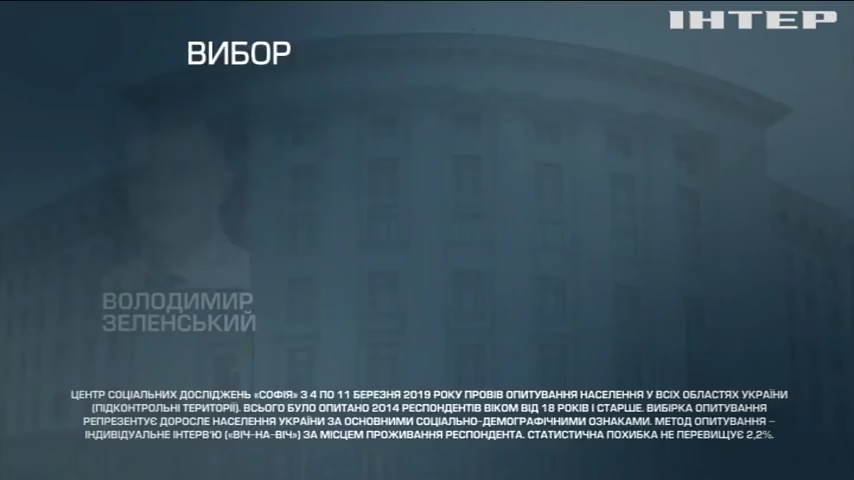 ІНТЕР
ВИБОР
ВОЛОДИМИР
ЗЕЛЕНСЬКИЙ
ЦЕНТР СОЦІАЛЬНИХ ДОСЛІДЖЕНЬ «СОФІЯ» З 4 ПО 11 БЕРЕЗНЯ 2019 РОКУ ПРОВІВ ОПИТУВАННЯ НАСЕЛЕННЯ У ВСІХ ОБЛАСТЯХ УКРАЇНИ
(ПІДКОНТРОЛЬНІ ТЕРИТОРІЇ). ВСЬОГО БУЛО ОПИТАНО 2014 РЕСПОНДЕНТІВ ВІКОМ ВІД 18 РОКІВ І СТАРШЕ. ВИБІРКА ОПИТУВАННЯ
РЕПРЕЗЕНТУЄ ДОРОСЛЕ НАСЕЛЕННЯ УКРАЇНИ ЗА ОСНОВНИМИ СОЦІАЛЬНО-ДЕМОГРАФІЧНИМИ ОЗНАКАМИ. МЕТОД ОПИТУВАННЯ –
ІНДИВІДУАЛЬНЕ ІНТЕРВ'Ю («ВІЧ-НА-ВІЧ») ЗА МІСЦЕМ ПРОЖИВАННЯ РЕСПОНДЕНТА. СТАТИСТИЧНА ПОХИБКА НЕ ПЕРЕВИЩУЄ 2,2%.